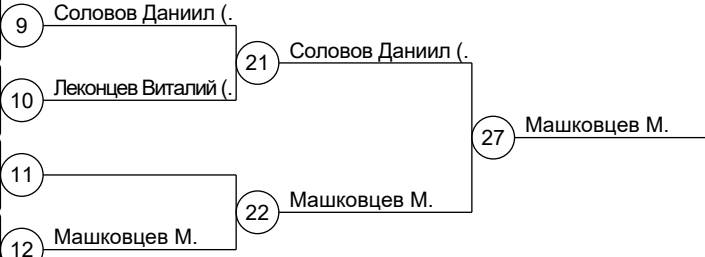 9 Соловов Даниил (.
21 Соловов Даниил (.
10 Леконцев Виталий (.
27 Машковцев М.
11
22 Машковцев М.
12 Машковцев М.